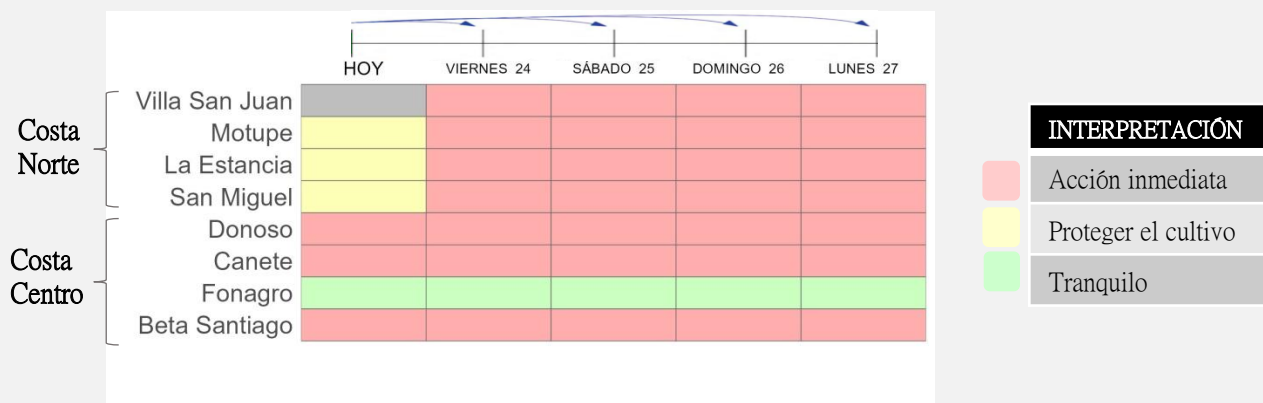 HOY
VIERNES 24
SÁBADO 25
DOMINGO 26
LUNES 27
Costa
Norte
Villa San Juan
Motupe
La Estancia
San Miguel
Costa
Centro
Donoso
Canete
Fonagro
Beta Santiago
INTERPRETACIÓN
Acción inmediata
Proteger el cultivo
Tranquilo